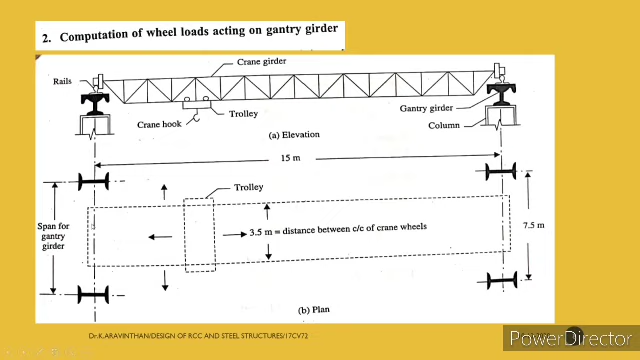 2. Computation of wheel loads acting on gantry girder
Crane girder
Rails
Gantry girder
Trolley
Crane hook
Column
(a) Elevation
15 m
Trolley
Span for
gantry
girder
3.5 m = distance between c/c of crane wheels
7.5 m
(b) Plan
Dr.K.ARAVINTHAN/DESIGN OF RCC AND STEEL STRUCTURES/17CV72
PowerDirector